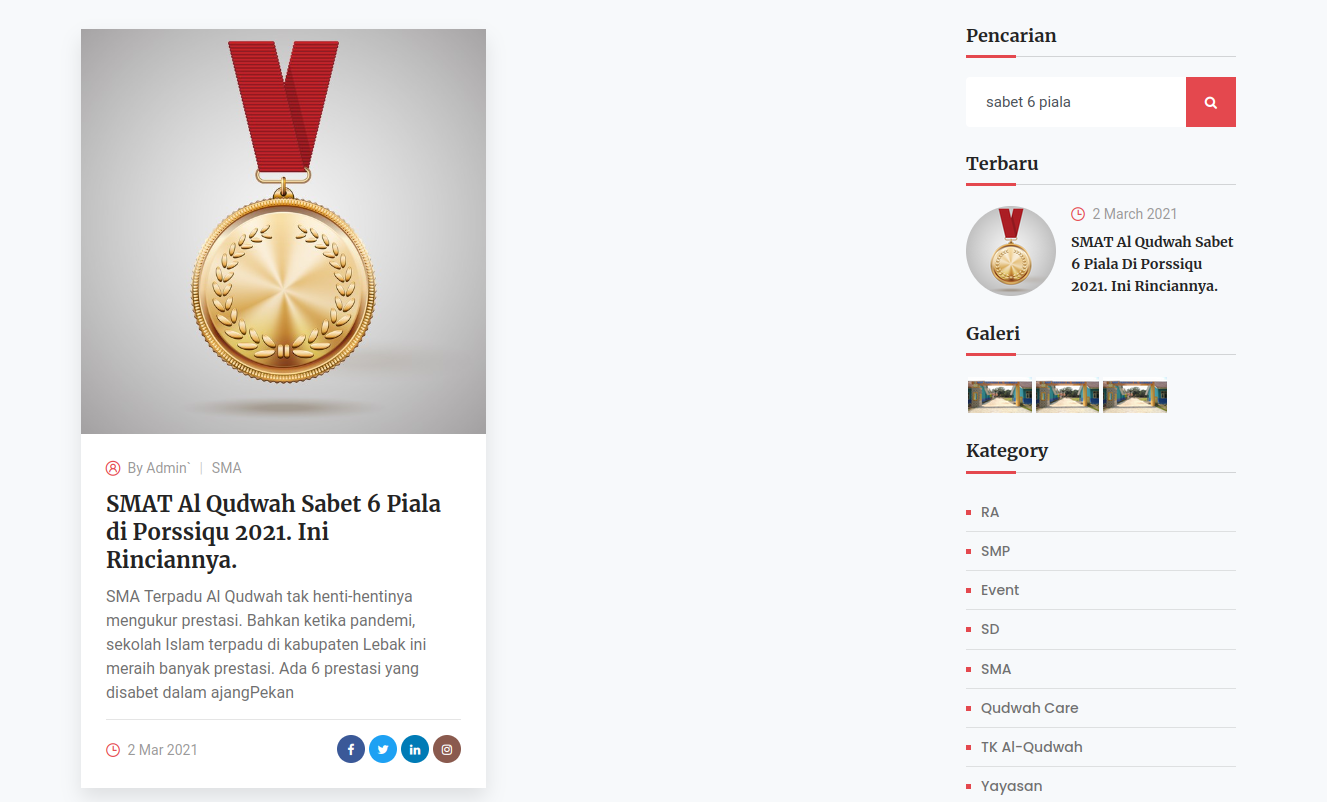 By Admin` | SMA
SMAT Al Qudwah Sabet 6 Piala
di Porssiqu 2021. Ini
Rinciannya.
SMA Terpadu Al Qudwah tak henti-hentinya
mengukur prestasi. Bahkan ketika pandemi,
sekolah Islam terpadu di kabupaten Lebak ini
meraih banyak prestasi. Ada 6 prestasi yang
disabet dalam ajangPekan
2 Mar 2021
Pencarian
sabet 6 piala
Terbaru
2 March 2021
SMAT Al Qudwah Sabet
6 Piala Di Porssiqu
2021. Ini Rinciannya.
Galeri
Kategory
RA
SMP
Event
SD
SMA
Qudwah Care
TK Al-Qudwah
Yayasan